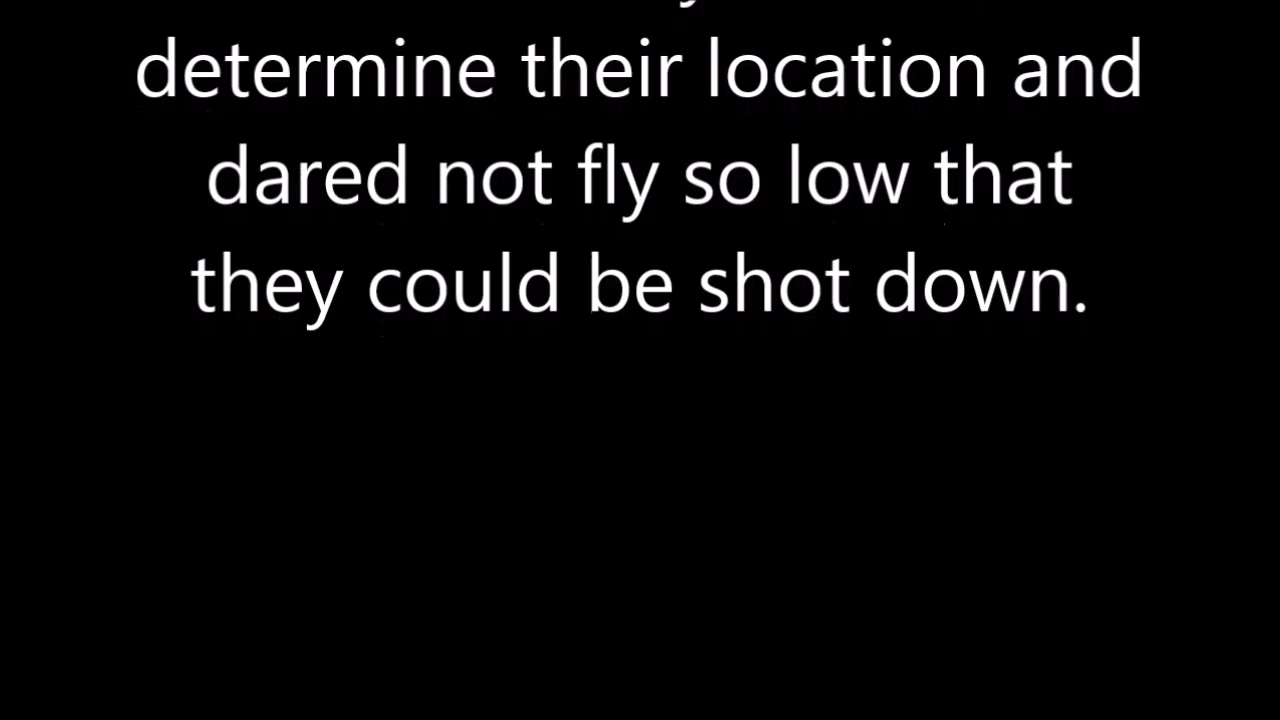 determine their location and
dared not fly so low that
they could be shot down.